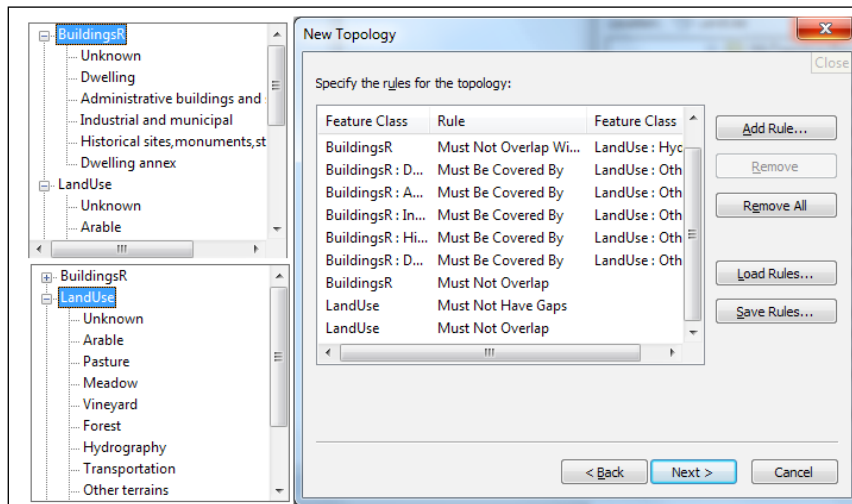 BuildingsR
Unknown
Dwelling
Administrative buildings and
Industrial and municipal
Historical sites,monuments,st
Dwelling annex
LandUse
Unknown
Arable
BuildingsR
LandUse
Unknown
Arable
Pasture
Meadow
Vineyard
Forest
Hydrography
Transportation
Other terrains
New Topology
Close
Specify the rules for the topology:
Feature Class Rule Feature Class
BuildingsR Must Not Overlap Wi... LandUse : Hyc
BuildingsR : D... Must Be Covered By LandUse : Oth
BuildingsR : A... Must Be Covered By LandUse : Oth
BuildingsR : In... Must Be Covered By LandUse : Oth
BuildingsR : Hi... Must Be Covered By LandUse : Oth
BuildingsR : D... Must Be Covered By LandUse : Oth
BuildingsR Must Not Overlap
LandUse Must Not Have Gaps
LandUse Must Not Overlap
Add Rule...
Remove
Remove All
Load Rules...
Save Rules...
< Back
Next >
Cancel